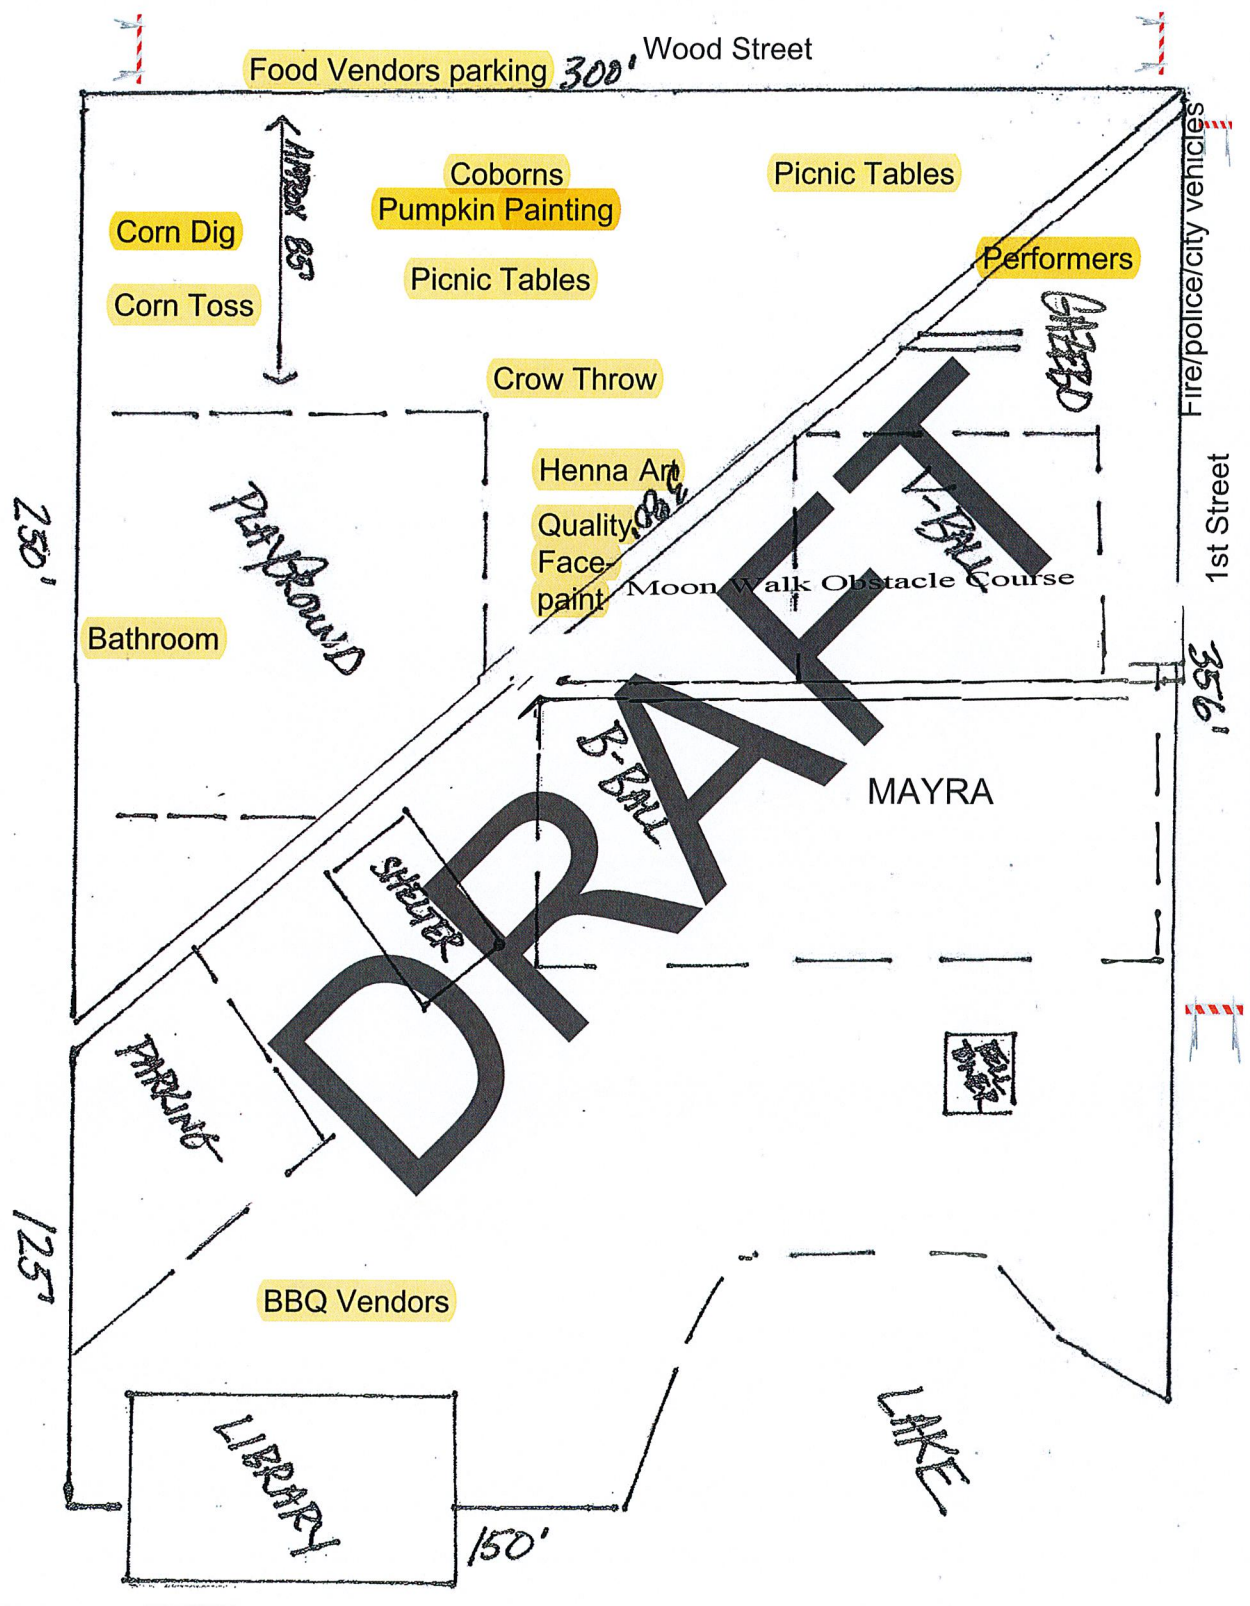 Wood Street
Food Vendors parking 300'
Fire/police/city vehicles
APPROX 85'
Coborns
Picnic Tables
Pumpkin Painting
Corn Dig
Performers
Picnic Tables
Corn Toss
GAZEBO
Crow Throw
Henna Art
V-BALL
1st Street
250'
PLAYGROUND
Quality
Face-
paint
Moon Walk Obstacle Course
Bathroom
356'
B-BALL
MAYRA
SHELTER
DRAFT
PARKING
125'
BBQ Vendors
LIBRARY
LAKE
150'